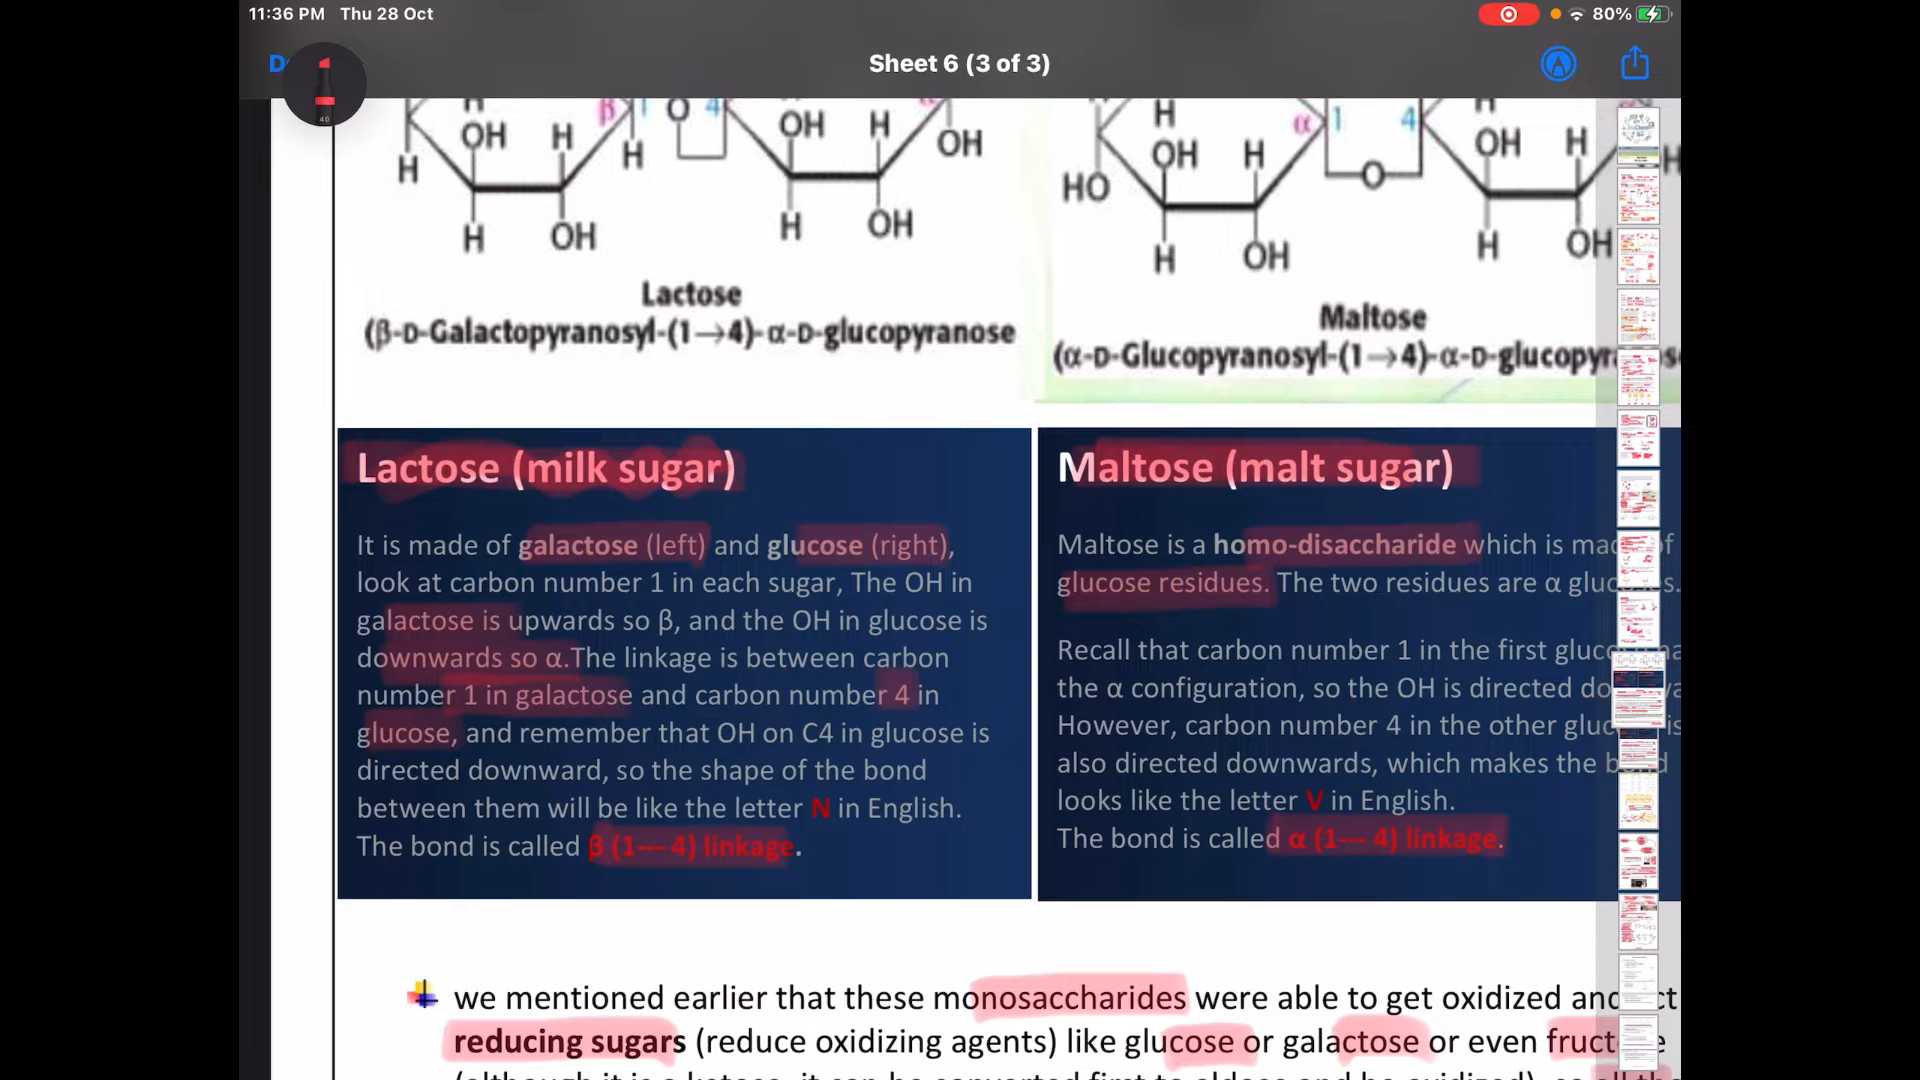 11:36 PM Thu 28 Oct
80%
Sheet 6 (3 of 3)
40
β 1 O 4
OH H H OH H OH
H
H OH H OH
Lactose
(β-D-Galactopyranosyl-(1→4)-α-D-glucopyranose
H α 1 4 H
OH H OH H
HO O
H OH H OH
Maltose
(α-D-Glucopyranosyl-(1→4)-α-D-glucopyr
Lactose (milk sugar)
It is made of galactose (left) and glucose (right),
look at carbon number 1 in each sugar, The OH in
galactose is upwards so β, and the OH in glucose is
downwards so α.The linkage is between carbon
number 1 in galactose and carbon number 4 in
glucose, and remember that OH on C4 in glucose is
directed downward, so the shape of the bond
between them will be like the letter N in English.
The bond is called β (1--- 4) linkage.
Maltose (malt sugar)
Maltose is a homo-disaccharide which is made of
glucose residues. The two residues are α
Recall that carbon number 1 in the first
the α configuration, so the OH is directed
However, carbon number 4 in the other
also directed downwards, which makes the bond
looks like the letter V in English.
The bond is called α (1--- 4) linkage.
we mentioned earlier that these monosaccharides were able to get oxidized and
reducing sugars (reduce oxidizing agents) like glucose or galactose or even